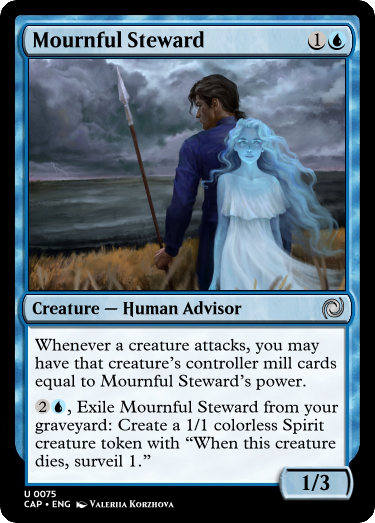 Mournful Steward 1
Creature — Human Advisor
Whenever a creature attacks, you may
have that creature's controller mill cards
equal to Mournful Steward's power.
2, Exile Mournful Steward from your
graveyard: Create a 1/1 colorless Spirit
creature token with “When this creature
dies, surveil 1.”
1/3
U 0075
CAP • ENG Valeriia Korzhova